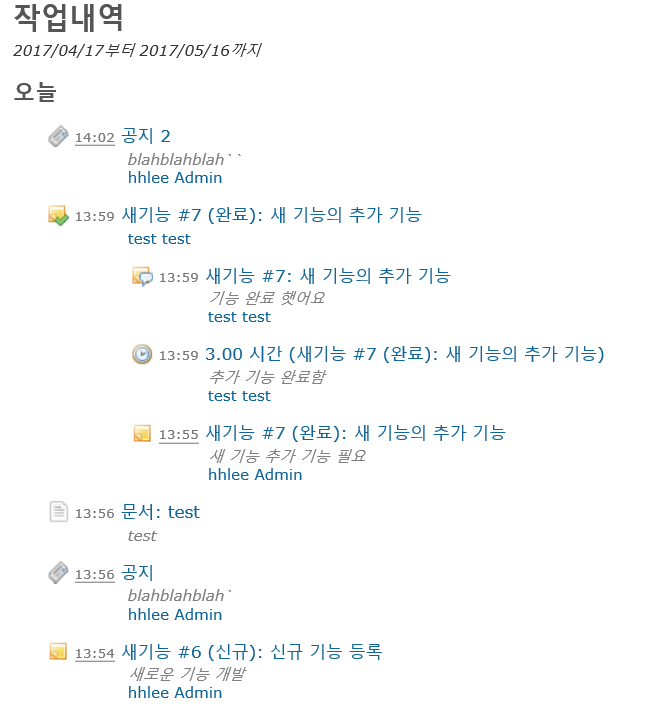 작업내역
2017/04/17부터 2017/05/16까지
오늘
14:02 공지 2
blahblahblah``
hhlee Admin
13:59 새기능 #7 (완료): 새 기능의 추가 기능
test test
13:59 새기능 #7: 새 기능의 추가 기능
기능 완료 헷어요
test test
13:59 3.00 시간 (새기능 #7 (완료): 새 기능의 추가 기능)
추가 기능 완료함
test test
13:55 새기능 #7 (완료): 새 기능의 추가 기능
새 기능 추가 기능 필요
hhlee Admin
13:56 문서: test
test
13:56 공지
blahblahblah`
hhlee Admin
13:54 새기능 #6 (신규): 신규 기능 등록
새로운 기능 개발
hhlee Admin